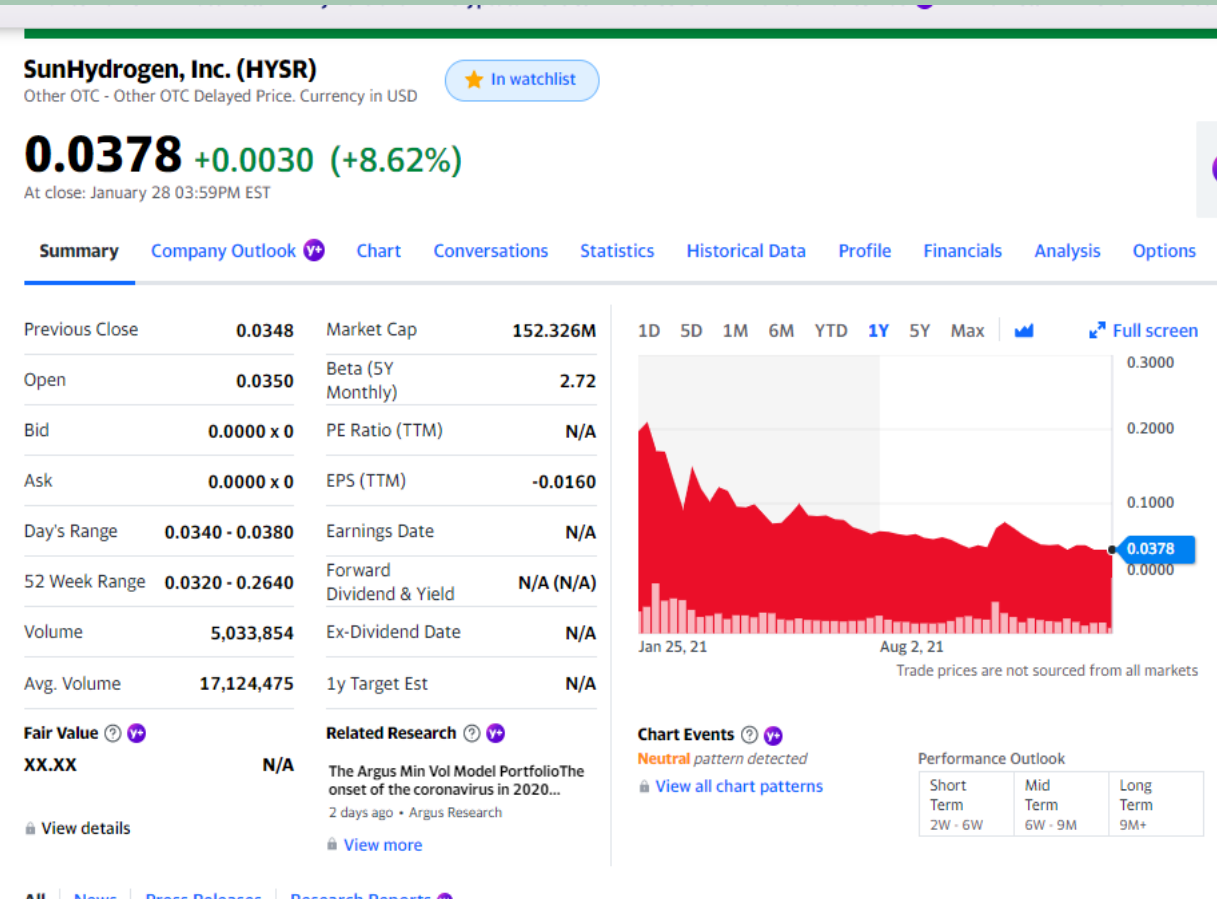 SunHydrogen, Inc. (HYSR)
In watchlist
Other OTC - Other OTC Delayed Price. Currency in USD
0.0378 +0.0030 (+8.62%)
At close: January 28 03:59PM EST
Summary Company Outlook Y+ Chart Conversations Statistics Historical Data Profile Financials Analysis Options
Previous Close 0.0348
Open 0.0350
Bid 0.0000 x 0
Ask 0.0000 x 0
Day's Range 0.0340 - 0.0380
52 Week Range 0.0320 - 0.2640
Volume 5,033,854
Avg. Volume 17,124,475
Market Cap 152.326M
Beta (5Y
Monthly) 2.72
PE Ratio (TTM) N/A
EPS (TTM) -0.0160
Earnings Date N/A
Forward
Dividend & Yield N/A (N/A)
Ex-Dividend Date N/A
1y Target Est N/A
1D 5D 1M 6M YTD 1Y 5Y Max Full screen
0.3000
0.2000
0.1000
0.0378
0.0000
Jan 25, 21 Aug 2, 21
Trade prices are not sourced from all markets
Fair Value ? Y+
XX.XX N/A
View details
Related Research ? Y+
The Argus Min Vol Model PortfolioThe
onset of the coronavirus in 2020...
2 days ago • Argus Research
View more
Chart Events ? Y+
Neutral pattern detected
View all chart patterns
Performance Outlook
Short
Term
2W - 6W
Mid
Term
6W - 9M
Long
Term
9M+
All News Press Releases Research Reports